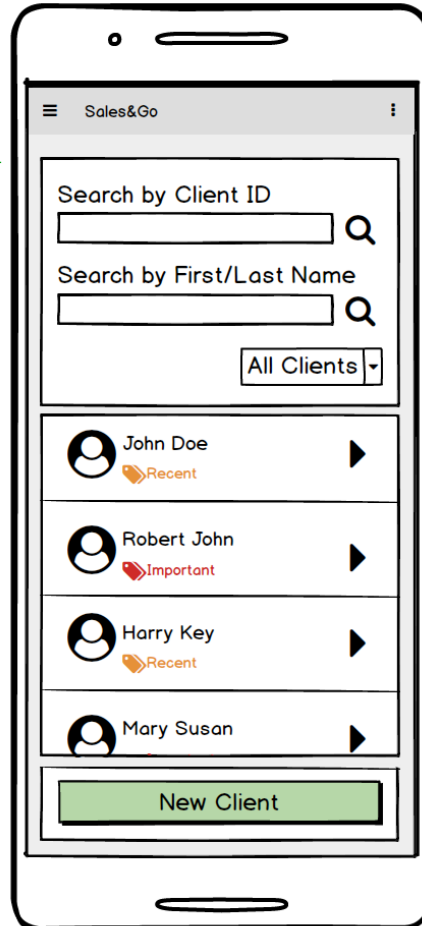 Sales&Go
Search by Client ID
Search by First/Last Name
All Clients
John Doe
Recent
Robert John
Important
Harry Key
Recent
Mary Susan
New Client